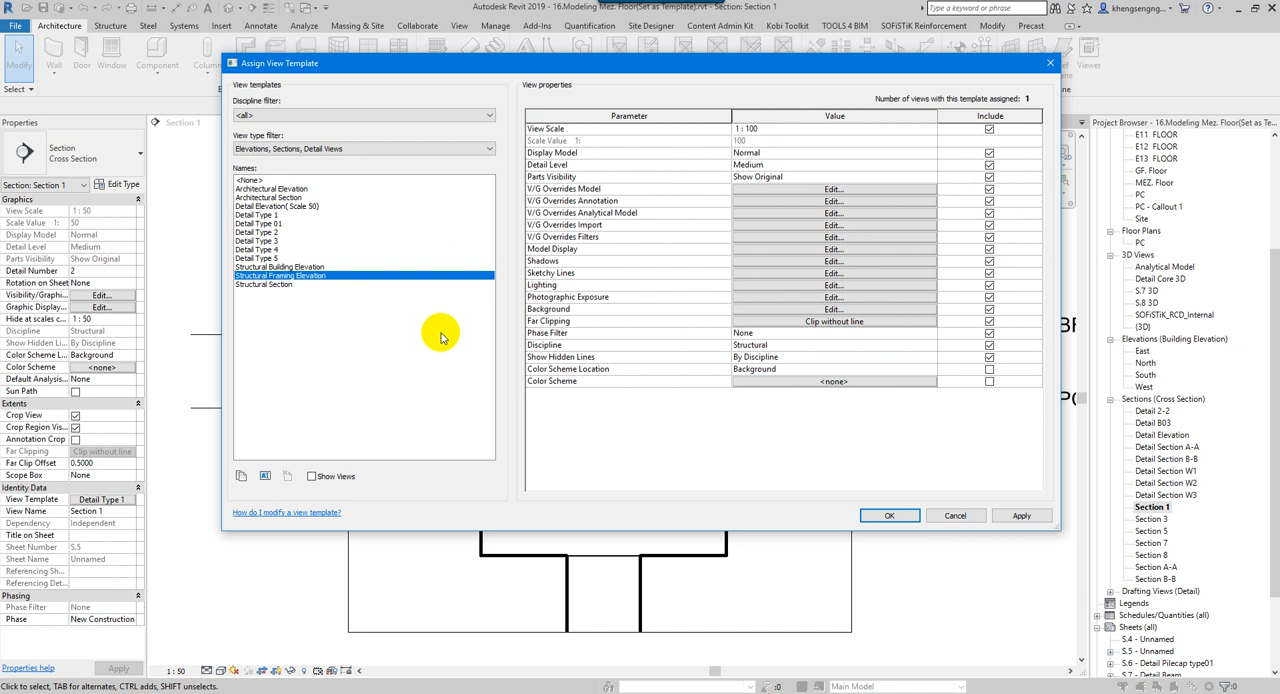 Autodesk Revit 2019 - 16.Modeling Mez. Floor(Set as Template).rvt - Section: Section 1
Type a keyword or phrase
khengsengng...
File Architecture Structure Steel Systems Insert Annotate Analyze Massing & Site Collaborate View Manage Add-Ins Quantification Site Designer Content Admin Kit Kobi Toolkit TOOLS 4 BIM SOFiSTiK Reinforcement Modify Precast
Modify Wall Door Window Component Colum Viewer
Select
Properties
Section
Cross Section
Section: Section 1 Edit Type
Graphics
View Scale 1 : 50
Scale Value 1: 50
Display Model Normal
Detail Level Medium
Parts Visibility Show Original
Detail Number 2
Rotation on Sheet None
Visibility/Graphi... Edit...
Graphic Display... Edit...
Hide at scales c... 1 : 50
Discipline Structural
Show Hidden Li... By Discipline
Color Scheme L... Background
Color Scheme <none>
Default Analysis... None
Sun Path
Extents
Crop View
Crop Region Vis...
Annotation Crop
Far Clipping Clip without line
Far Clip Offset 0.5000
Scope Box None
Identity Data
View Template Detail Type 1
View Name Section 1
Dependency Independent
Title on Sheet
Sheet Number S.5
Sheet Name Unnamed
Referencing Sh...
Referencing Det...
Phasing
Phase Filter None
Phase New Construction
Properties help Apply
Section 1
Assign View Template
View templates
Discipline filter:
<all>
View type filter:
Elevations, Sections, Detail Views
Names:
<None>
Architectural Elevation
Architectural Section
Detail Elevation( Scale 50)
Detail Type 1
Detail Type 01
Detail Type 2
Detail Type 3
Detail Type 4
Detail Type 5
Structural Building Elevation
Structural Framing Elevation
Structural Section
Show Views
How do I modify a view template?
View properties
Number of views with this template assigned: 1
Parameter Value Include
View Scale 1 : 100
Scale Value 1: 100
Display Model Normal
Detail Level Medium
Parts Visibility Show Original
V/G Overrides Model Edit...
V/G Overrides Annotation Edit...
V/G Overrides Analytical Model Edit...
V/G Overrides Import Edit...
V/G Overrides Filters Edit...
Model Display Edit...
Shadows Edit...
Sketchy Lines Edit...
Lighting Edit...
Photographic Exposure Edit...
Background Edit...
Far Clipping Clip without line
Phase Filter None
Discipline Structural
Show Hidden Lines By Discipline
Color Scheme Location Background
Color Scheme <none>
OK Cancel Apply
Project Browser - 16.Modeling Mez. Floor(Set as Te...
E11 FLOOR
E12 FLOOR
E13 FLOOR
GF. Floor
MEZ. Floor
PC
PC - Callout 1
Site
Floor Plans
PC
3D Views
Analytical Model
Detail Core 3D
S.7 3D
S.8 3D
SOFiSTiK_RCD_Internal
{3D}
Elevations (Building Elevation)
East
North
South
West
Sections (Cross Section)
Detail 2-2
Detail B03
Detail Elevation
Detail Section A-A
Detail Section B-B
Detail Section W1
Detail Section W2
Detail Section W3
Section 1
Section 3
Section 5
Section 7
Section 8
Section A-A
Section B-B
Drafting Views (Detail)
Legends
Schedules/Quantities (all)
Sheets (all)
S.4 - Unnamed
S.5 - Unnamed
S.6 - Detail Pilecap type01
S.7 - Detail Beam
1 : 50
Click to select, TAB for alternates, CTRL adds, SHIFT unselects.
:0 Main Model :0